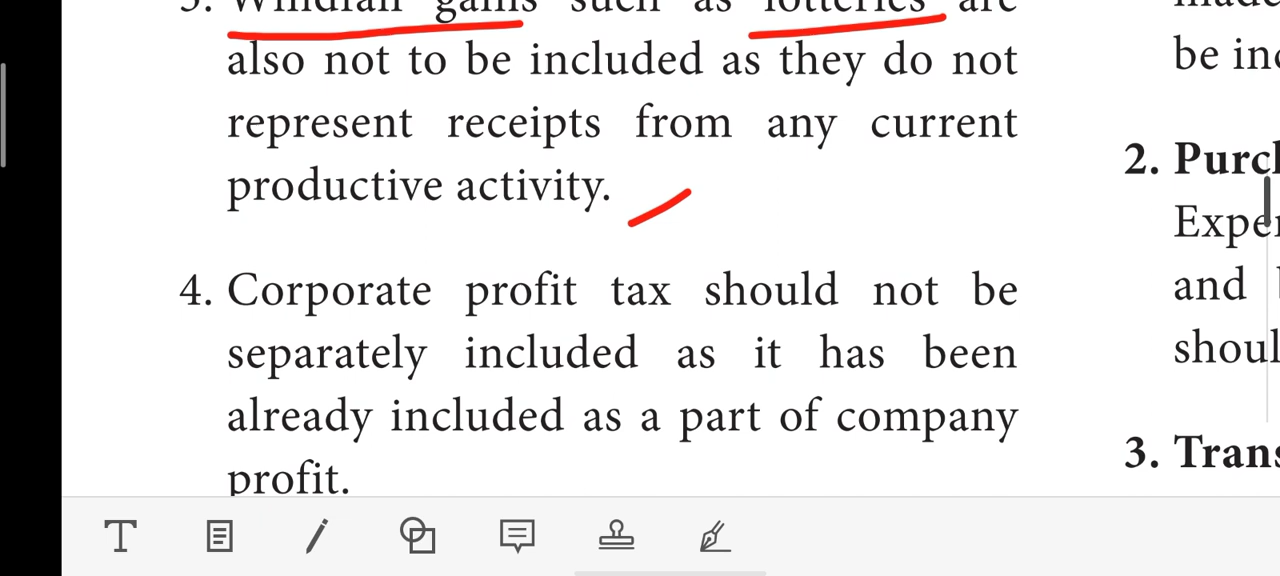 3. Windfall gains such as lotteries are
also not to be included as they do not
represent receipts from any current
productive activity.
4. Corporate profit tax should not be
separately included as it has been
already included as a part of company
profit.
be inc
2. Purcl
Exper
and
shoul
3. Trans
T